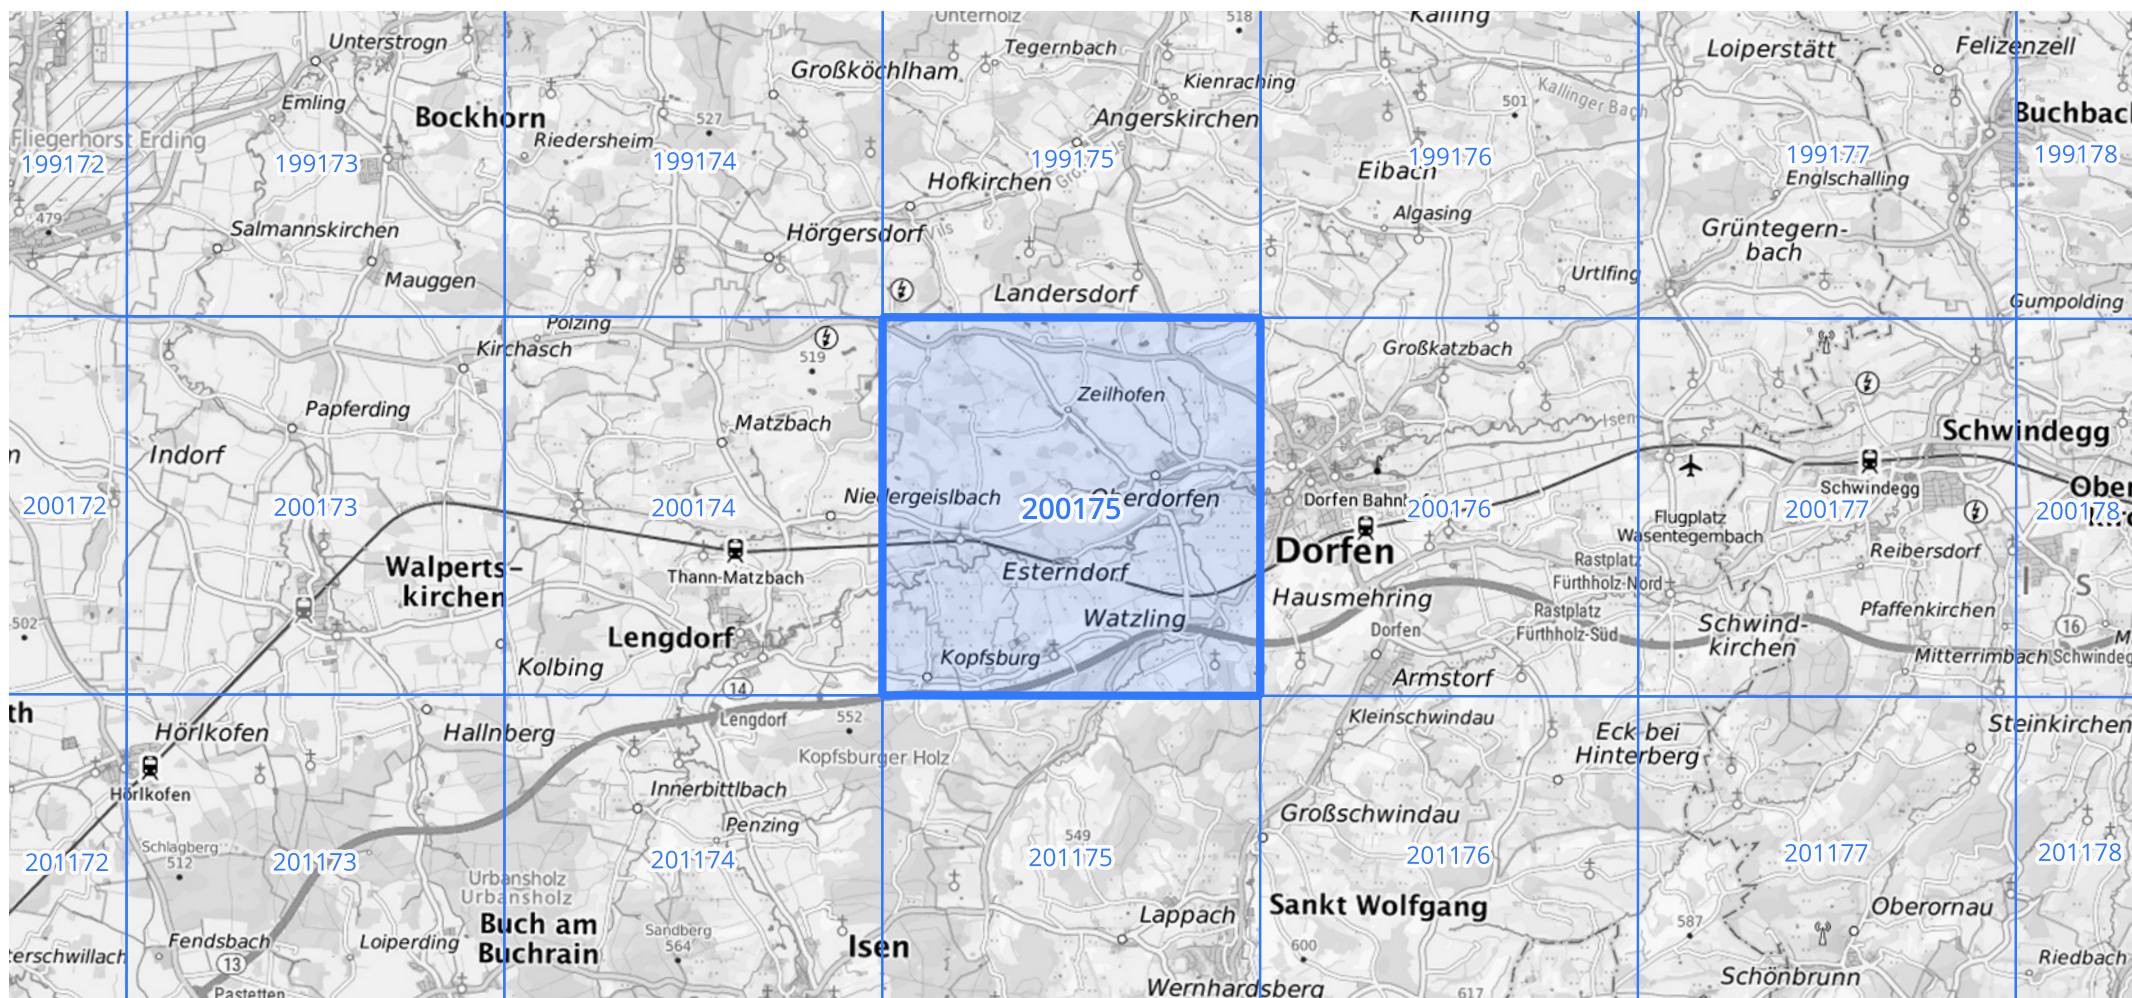 Unterholz
518
Kalling
Unterstrogn
Tegernbach
Loiperstätt
Felizenzell
Großköchlham
Kienraching
Kallinger Bach
Emling
501
Bockhorn
527
Angerskirchen
Buchbach
Fliegerhorst Erding
Riedersheim
199172
199173
199174
199175
199176
199177
199178
Hofkirchen
Eibach
Englschalling
479
Salmannskirchen
Hörgersdorf
Algasing
Grüntegern-
bach
Mauggen
Landersdorf
Urtlfing
Gumpolding
Polzing
Kirchasch
519
Großkatzbach
Papferding
Matzbach
Zeilhofen
Isen
Indorf
Schwindegg
Niedergeislbach
Oberdorfen
Dorfen Bahnhof
Schwindegg
Ober
200172
200173
200174
200175
200176
200177
200178
Flugplatz
Wasentegernbach
Dorfen
Reibersdorf
Walperts-
kirchen
Thann-Matzbach
Esterndorf
Rastplatz
Fürthholz-Nord
I S
Hausmehring
Rastplatz
Fürthholz-Süd
Pfaffenkirchen
502
Lengdorf
Watzling
Dorfen
Schwind-
kirchen
16
Kolbing
Kopfsburg
Mitterrimbach
Schwindeg
Armstorf
14
th
Lengdorf
552
Kleinschwindau
Steinkirchen
Hörlkofen
Hallnberg
Eck bei
Hinterberg
Kopfsburger Holz
Hörlkofen
Innerbittlbach
Penzing
Großschwindau
549
Schlagberg
512
201172
201173
201174
201175
201176
201177
201178
Urbansholz
Urbansholz
Buch am
Buchrain
Sankt Wolfgang
Oberornau
Lappach
587
Fendsbach
Loiperding
Sandberg
564
Isen
600
terschwillach
13
Riedbach
Schönbrunn
Pastetten
Wernhardsberg
617